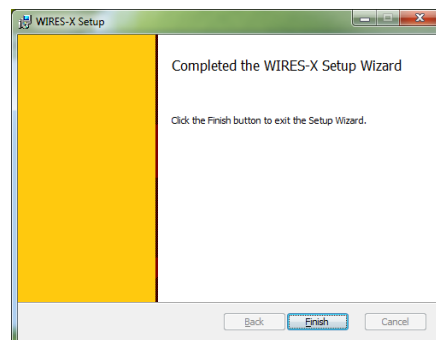 WIRES-X Setup
Completed the WIRES-X Setup Wizard
Click the Finish button to exit the Setup Wizard.
Back Finish Cancel